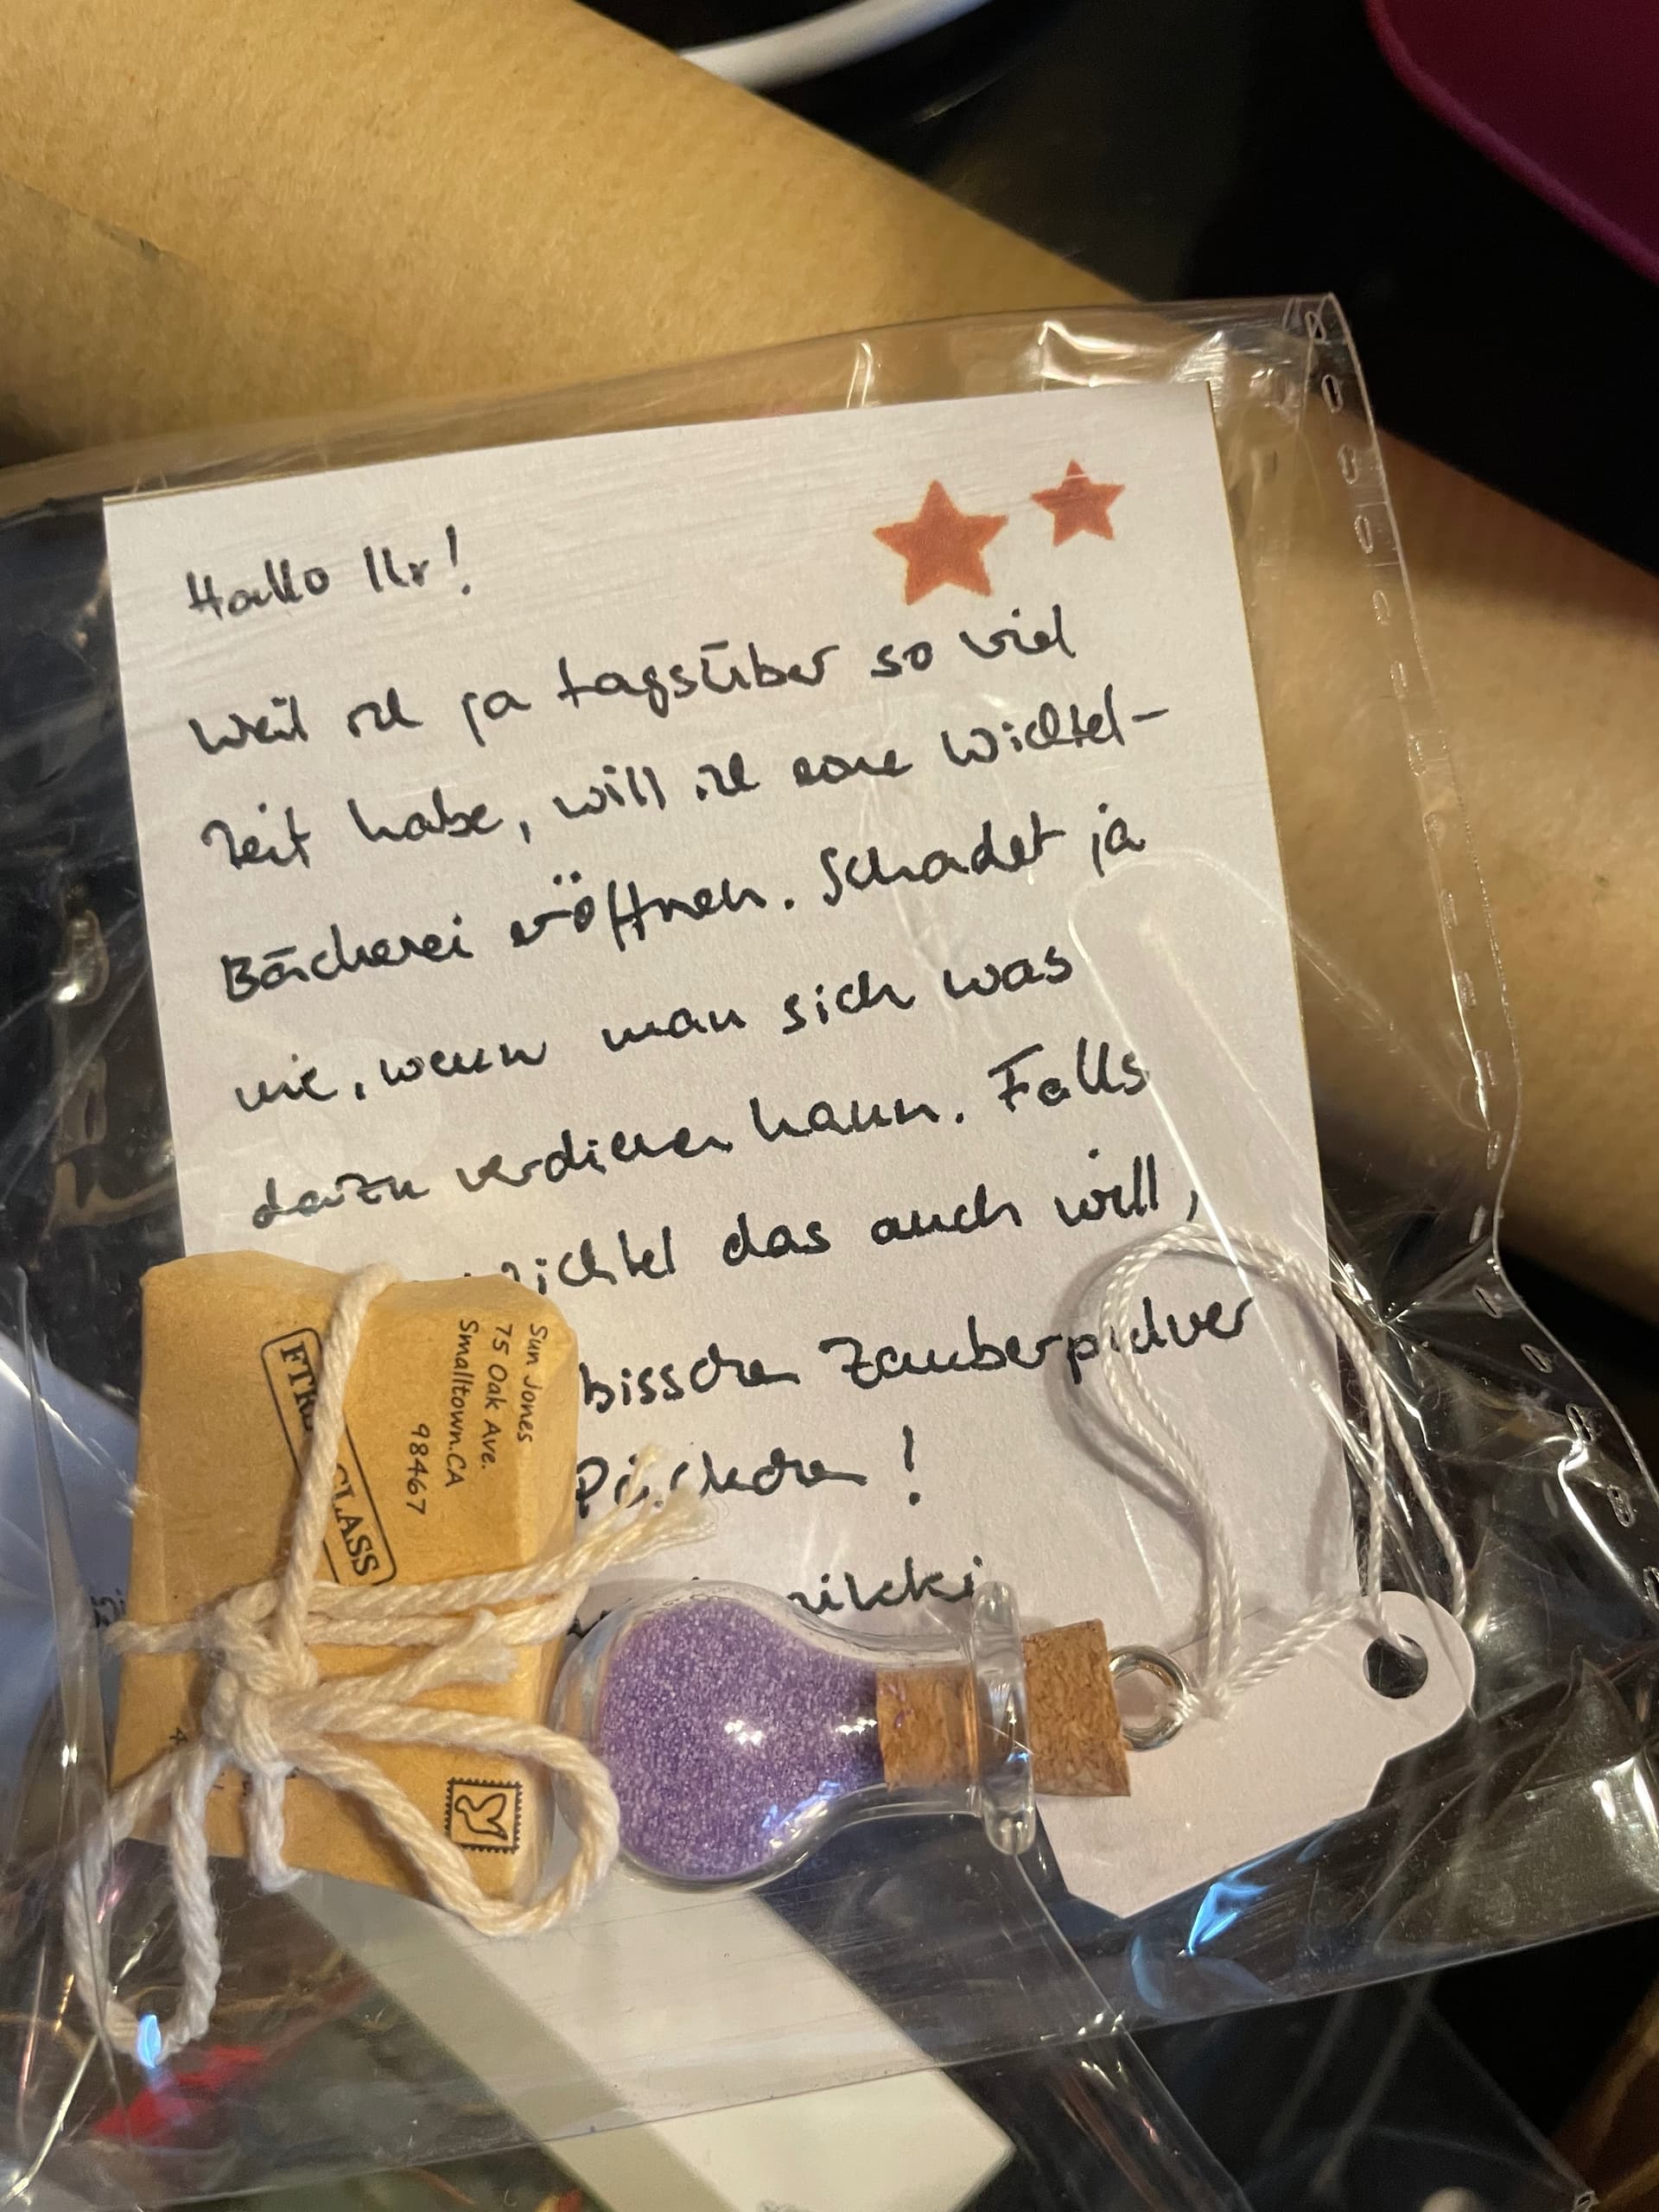 Hallo Ihr!
Weil ich ja tagsüber so viel
Zeit habe, will ich eine Wichtel-
Bäckerei eröffnen. Schadet ja
nie, wenn man sich was
dazu verdienen kann. Falls
wichtel das auch will,
bisschen Zauberpulver
Päckchen!
Sun Jones
75 Oak Ave.
Smalltown.CA
98467
CLASS